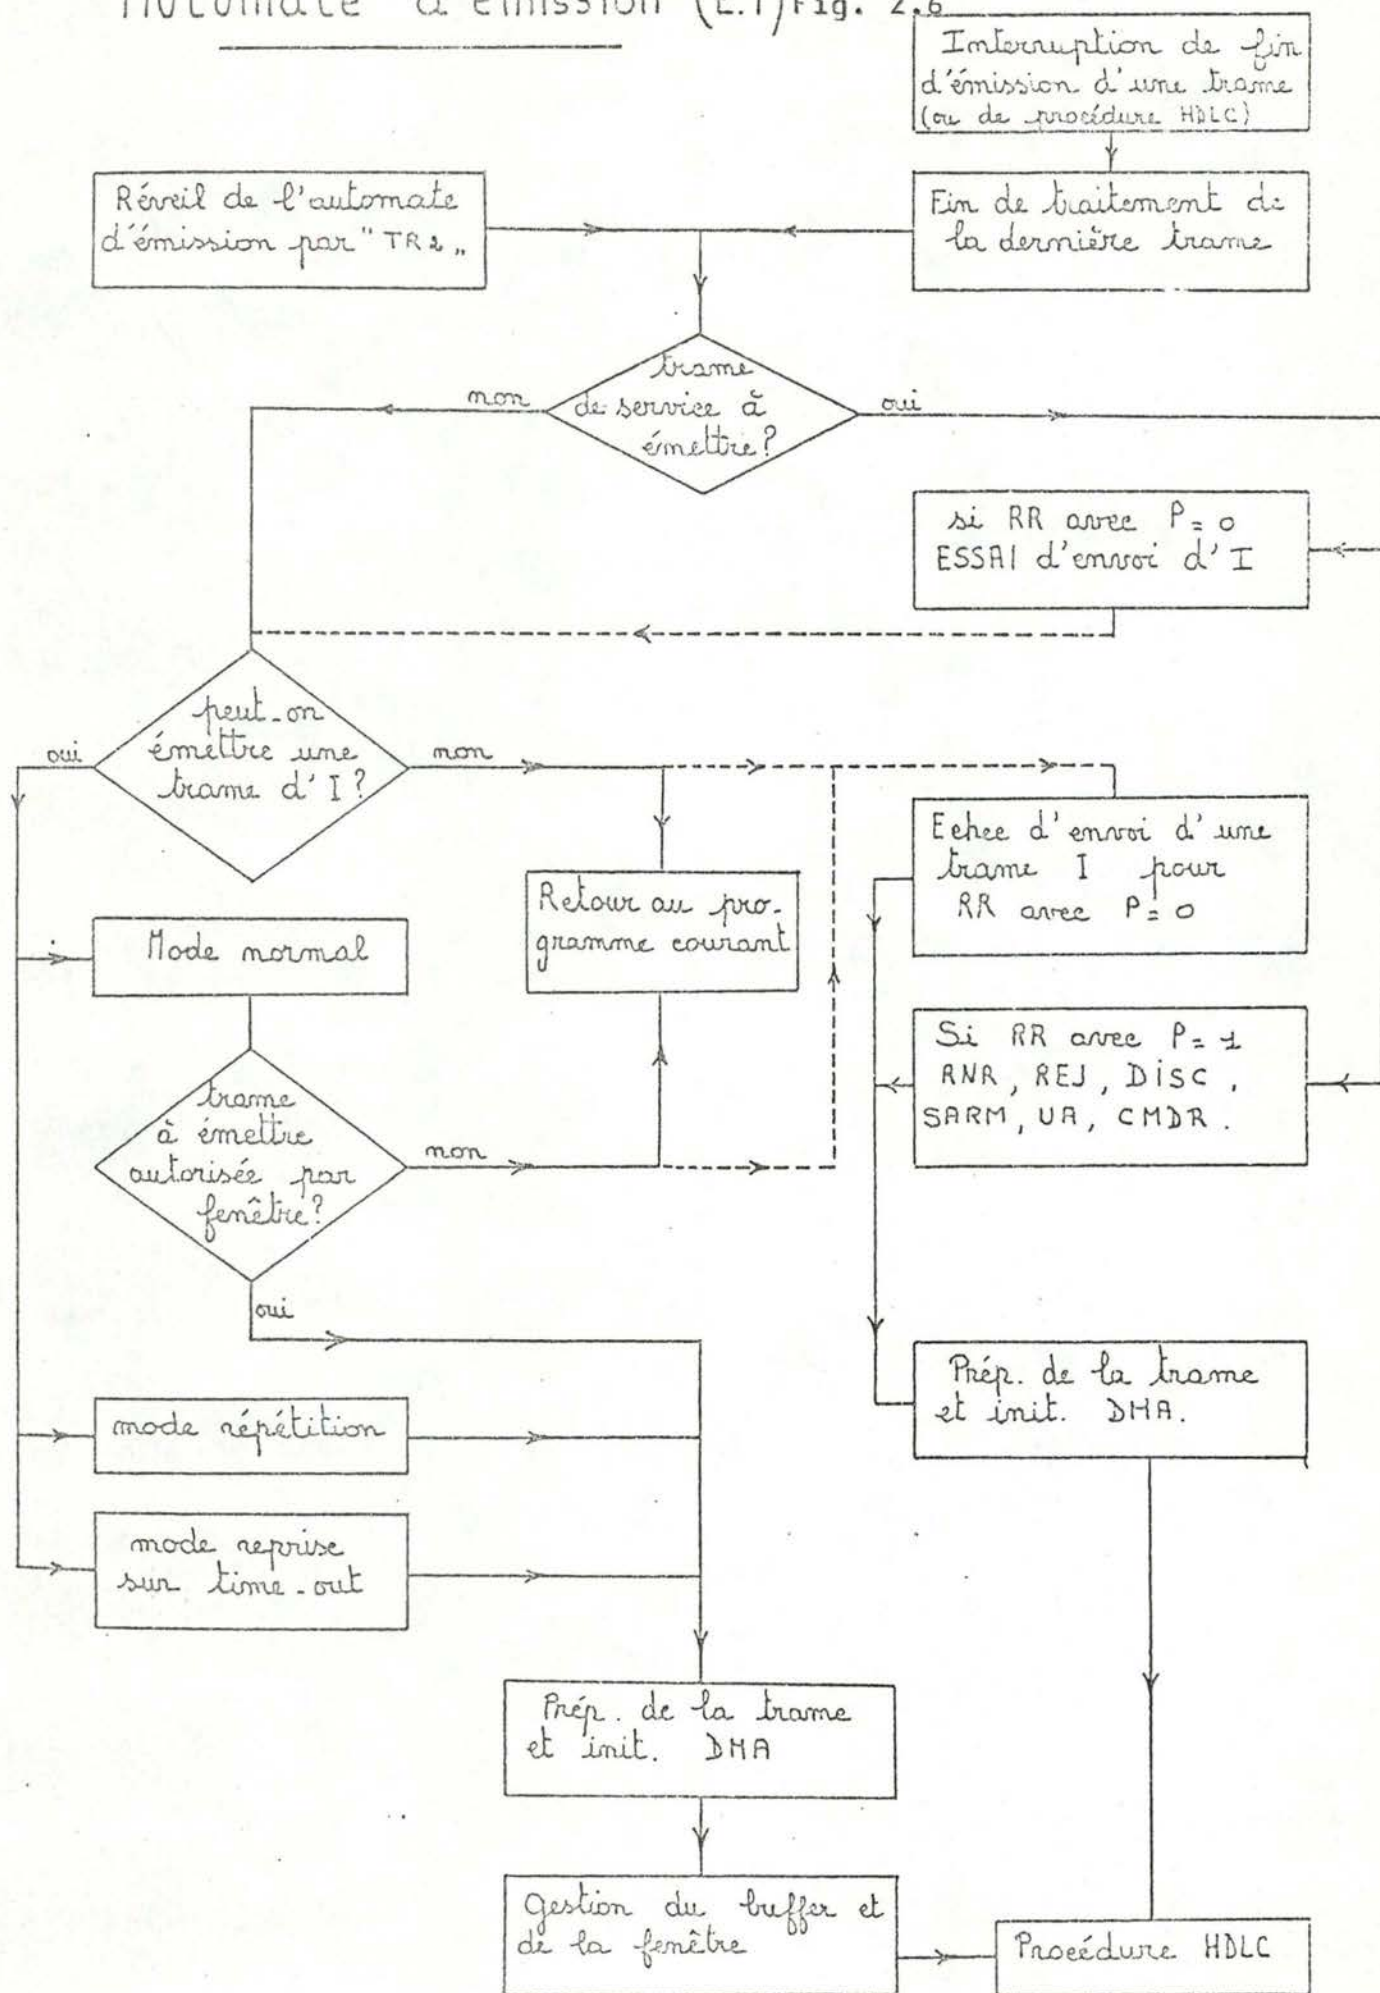 Automate d'émission (E.T) Fig. 2.6
Interruption de fin
d'émission d'une trame
(ou de procédure HDLC)
Réveil de l'automate
d'émission par "TR2"
Fin de traitement de
la dernière trame
trame
de service à
émettre?
non
oui
si RR avec P = 0
ESSAI d'envoi d'I
peut-on
émettre une
trame d'I?
oui
non
Echec d'envoi d'une
trame I pour
RR avec P = 0
Retour au pro-
gramme courant
Mode normal
Si RR avec P = 1
RNR, REJ, DISC,
SARM, UA, CMDR.
trame
à émettre
autorisée par
fenêtre?
non
oui
Prép. de la trame
et init. DMA.
mode répétition
mode reprise
sur time-out
Prép. de la trame
et init. DMA
Gestion du buffer et
de la fenêtre
Procédure HDLC